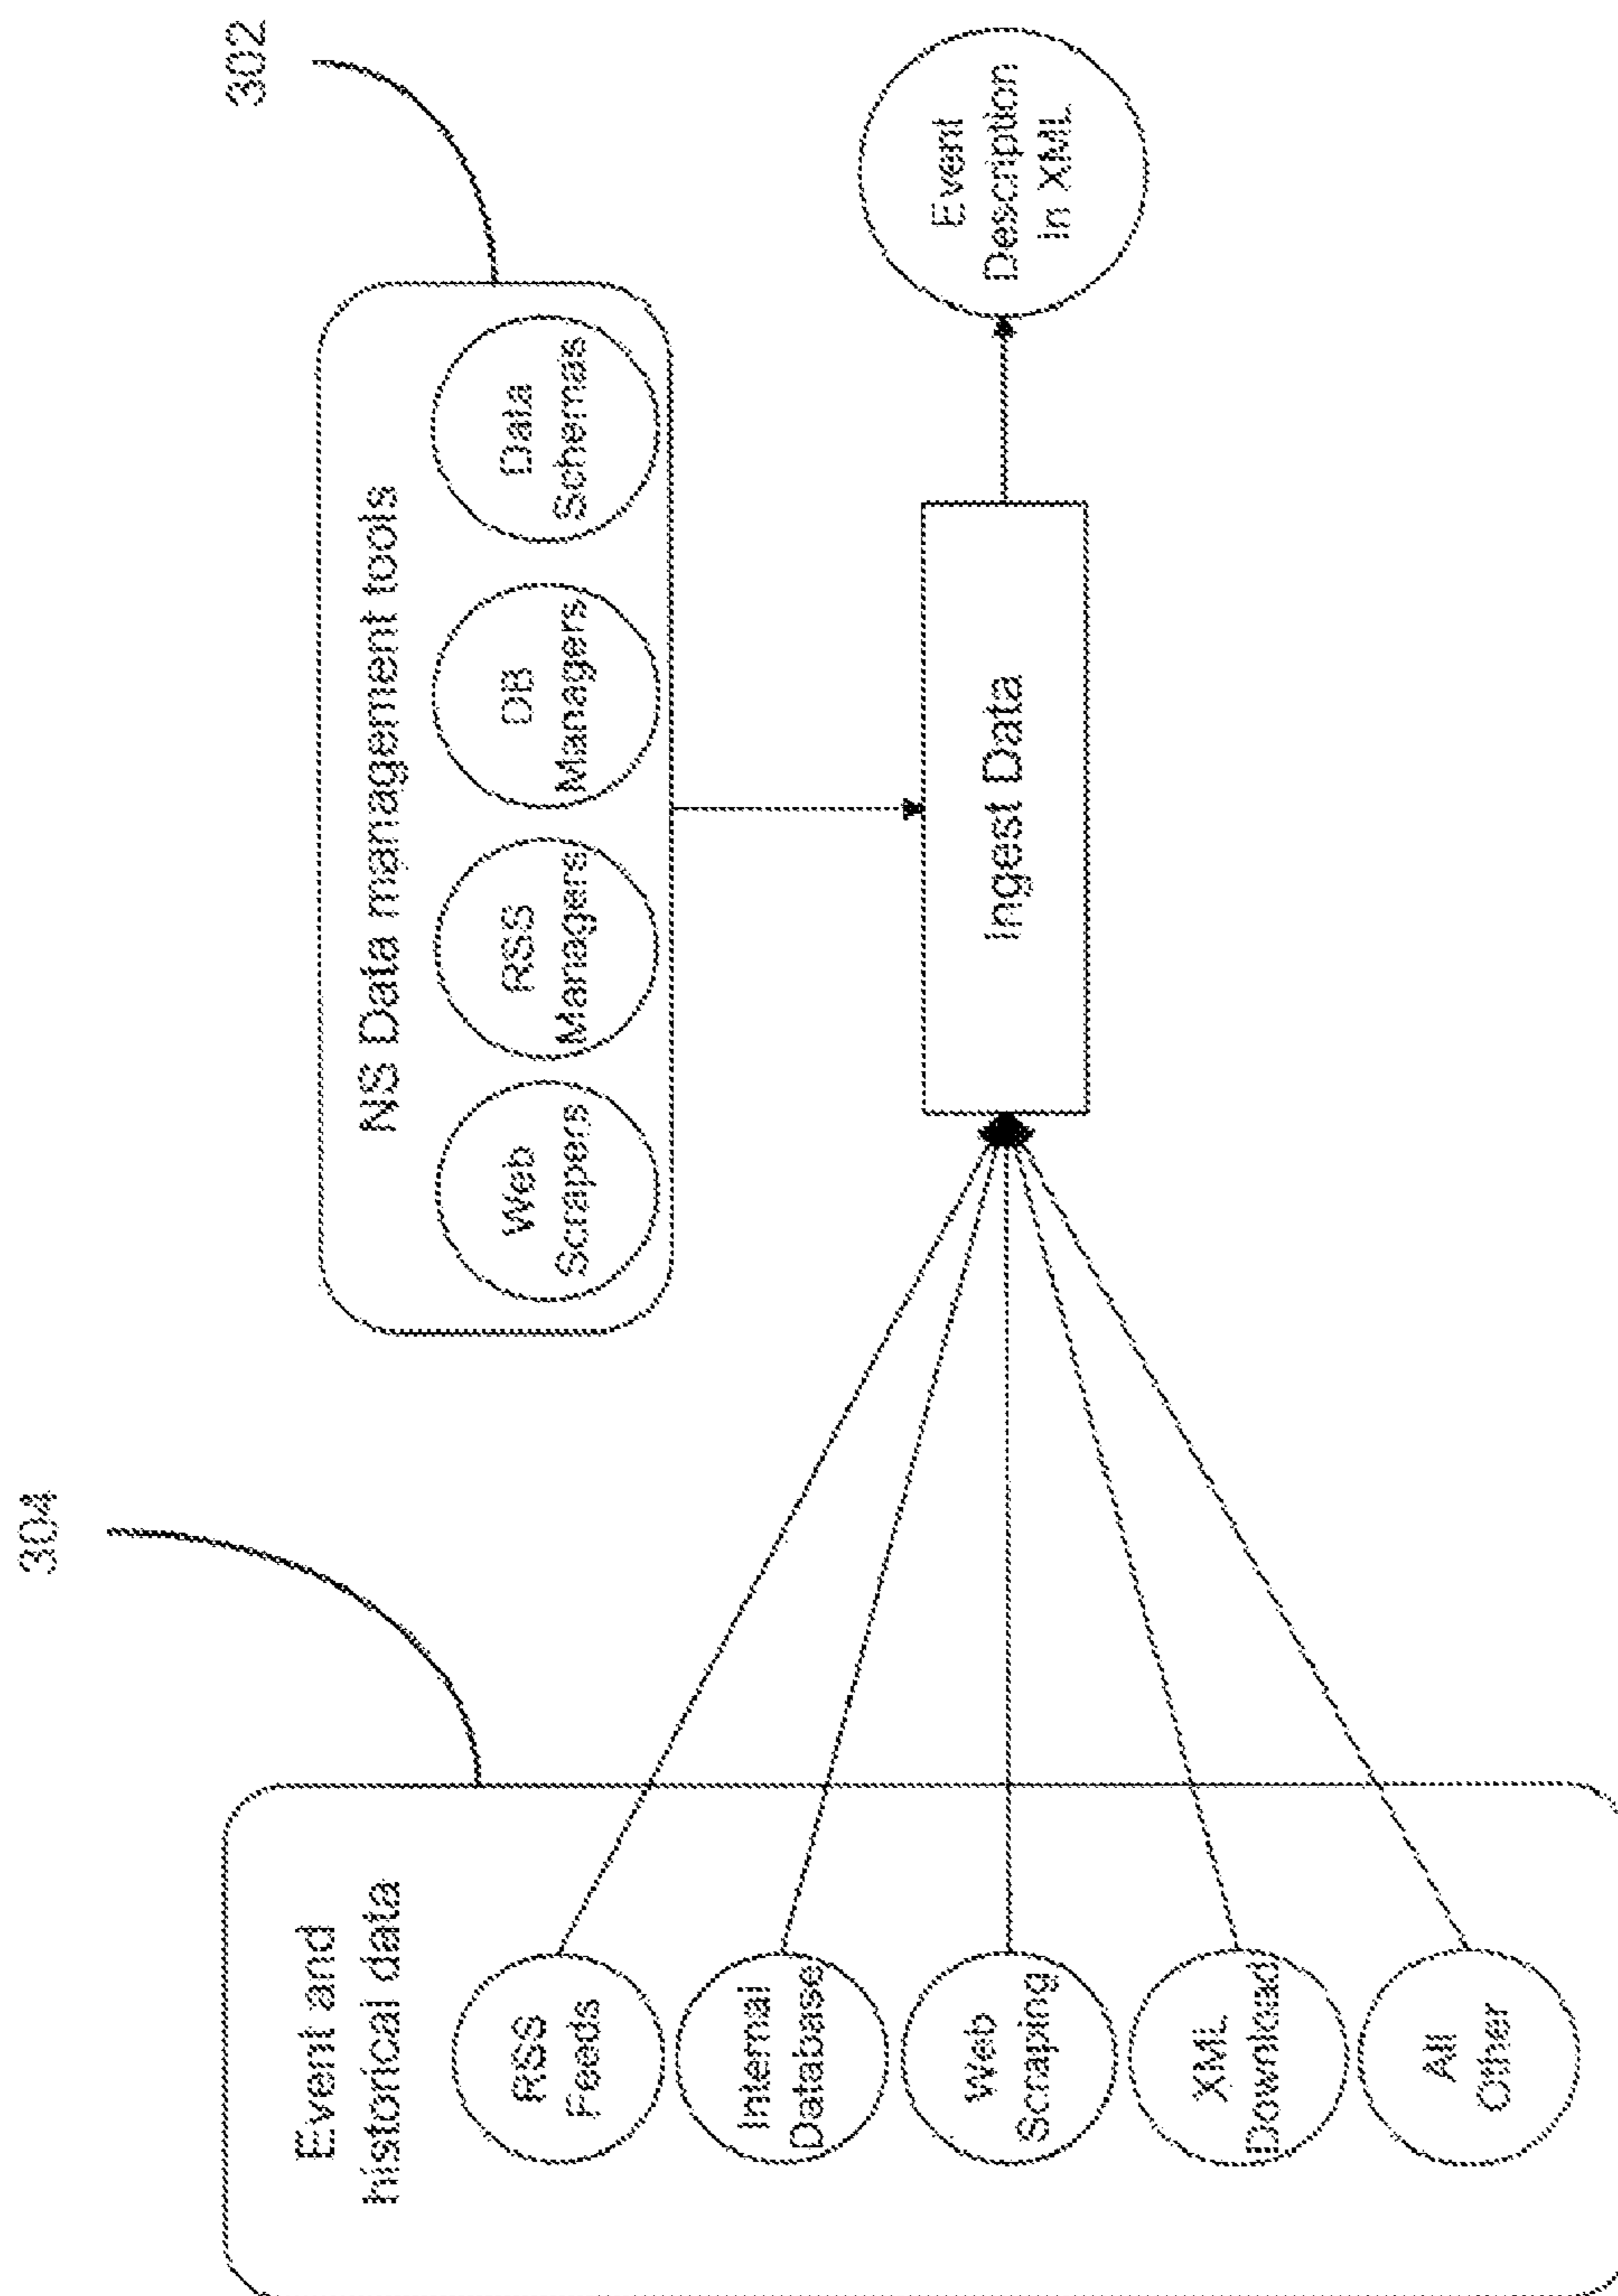 302
NS Data management tools
Web
Scrapers
RSS
Managers
DB
Managers
Data
Schemas
304
Event and
historical data
RSS
Feeds
Internal
Database
Web
Scraping
XML
Download
All
Other
Ingest Data
Event
Description
in XML